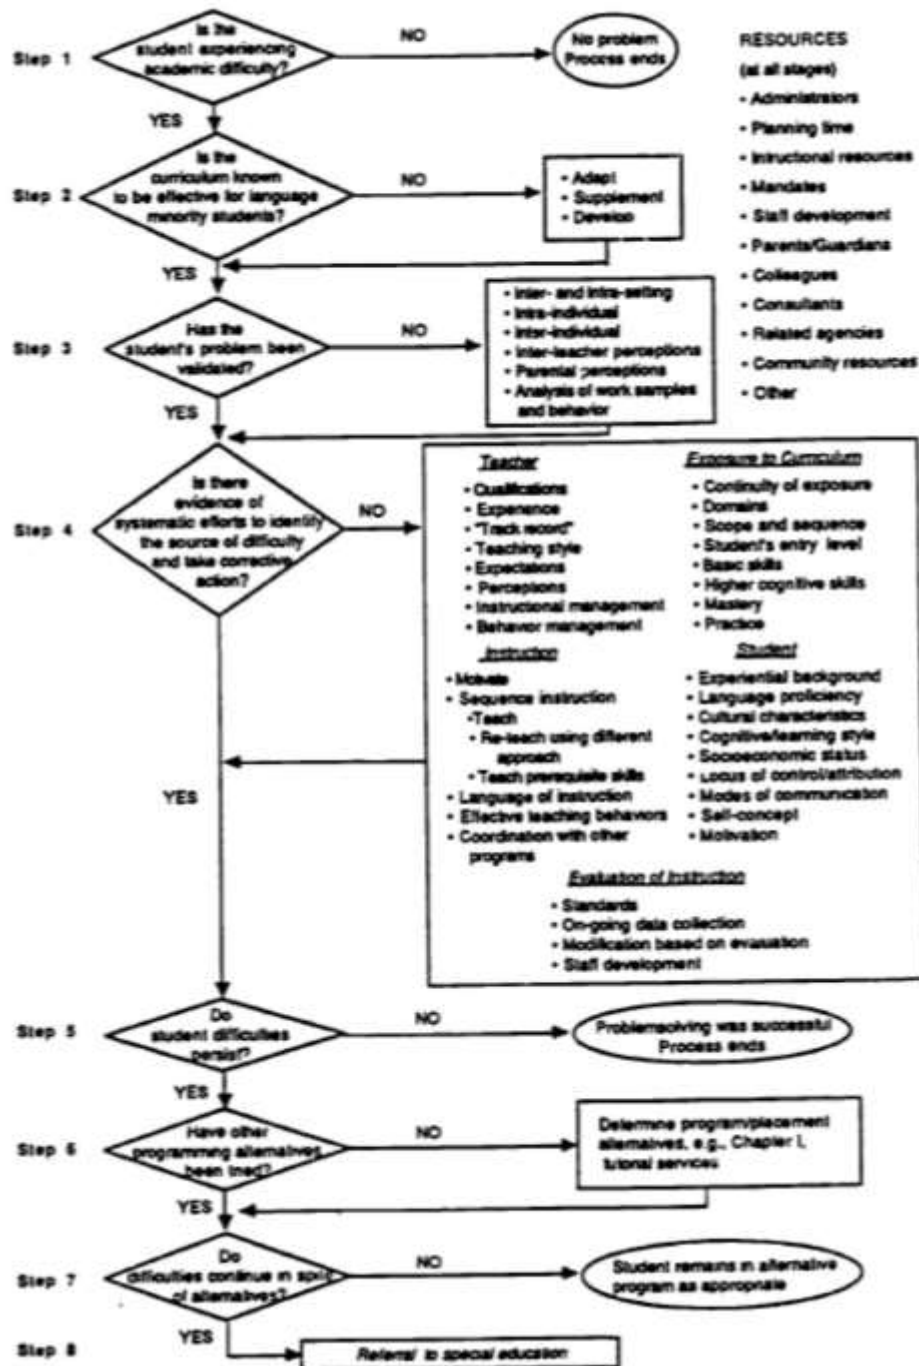 Step 1
Is the
student experiencing
academic difficulty?
NO
No problem
Process ends
YES
RESOURCES
(at all stages)
• Administrators
• Planning time
• Intructional resources
• Mandates
• Staff development
• Parents/Guardians
• Colleagues
• Consultants
• Related agencies
• Community resources
• Other
Step 2
Is the
curriculum known
to be effective for language
minority students?
NO
• Adapt
• Supplement
• Develop
YES
Step 3
Has the
student's problem been
validated?
NO
• Inter- and intra-setting
• Intra-individual
• Inter-individual
• Inter-teacher perceptions
• Parental perceptions
• Analysis of work samples
and behavior
YES
Step 4
Is there
evidence of
systematic efforts to identify
the source of difficulty
and take corrective
action?
NO
Teacher
• Qualifications
• Experience
• "Track record"
• Teaching style
• Expectations
• Perceptions
• Instructional management
• Behavior management
Exposure to Curriculum
• Continuity of exposure
• Domains
• Scope and sequence
• Student's entry level
• Basic skills
• Higher cognitive skills
• Mastery
• Practice
Instruction
• Motivate
• Sequence instruction
• Teach
• Re-teach using different
approach
• Teach prerequisite skills
• Language of instruction
• Effective teaching behaviors
• Coordination with other
programs
Student
• Experiential background
• Language proficiency
• Cultural characteristics
• Cognitive/learning style
• Socioeconomic status
• Locus of control/attribution
• Modes of communication
• Self-concept
• Motivation
Evaluation of Instruction
• Standards
• On-going data collection
• Modification based on evaluation
• Staff development
YES
Step 5
Do
student difficulties
persist?
NO
Problemsolving was successful
Process ends
YES
Step 6
Have other
programming alternatives
been tried?
NO
Determine program/placement
alternatives, e.g., Chapter I,
tutorial services
YES
Step 7
Do
difficulties continue in spite
of alternatives?
NO
Student remains in alternative
program as appropriate
YES
Step 8
Referral to special education